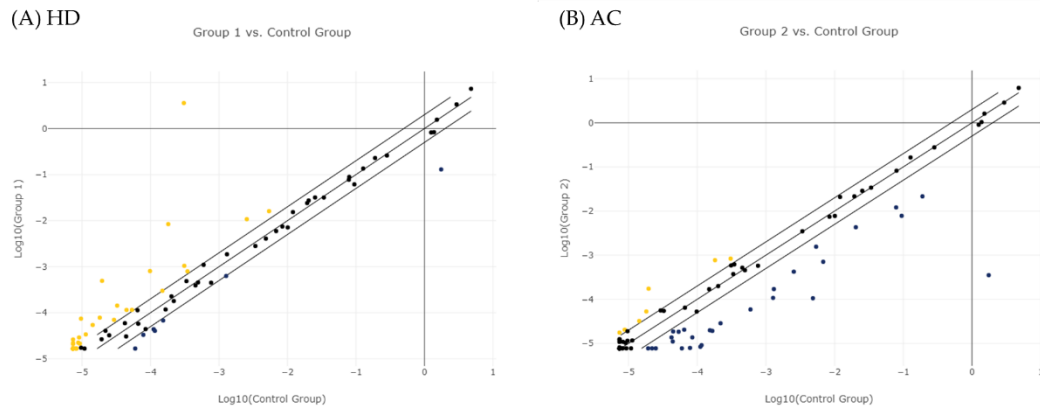 (A) HD
Group 1 vs. Control Group
1
0
−1
−2
−3
−4
−5
Log10(Group 1)
−5 −4 −3 −2 −1 0 1
Log10(Control Group)
(B) AC
Group 2 vs. Control Group
1
0
−1
−2
−3
−4
−5
Log10(Group 2)
−5 −4 −3 −2 −1 0 1
Log10(Control Group)